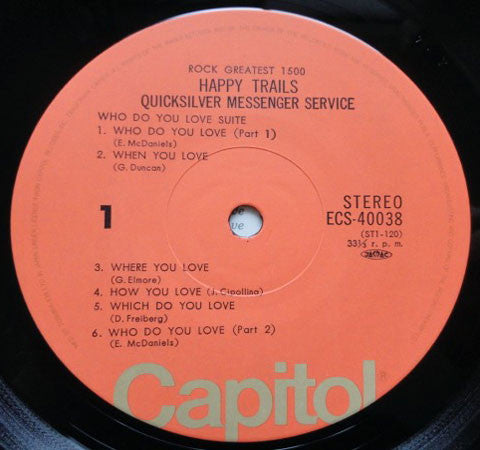 ROCK GREATEST 1500
HAPPY TRAILS
QUICKSILVER MESSENGER SERVICE
WHO DO YOU LOVE SUITE
1. WHO DO YOU LOVE (Part 1)
(E. McDaniels)
2. WHEN YOU LOVE
(G. Duncan)
1
STEREO
ECS-40038
(ST1-120)
33⅓ r. p. m.
JASRAC
3. WHERE YOU LOVE
(G. Elmore)
4. HOW YOU LOVE (J. Cipollina)
5. WHICH DO YOU LOVE
(D. Freiberg)
6. WHO DO YOU LOVE (Part 2)
(E. McDaniels)
Capitol